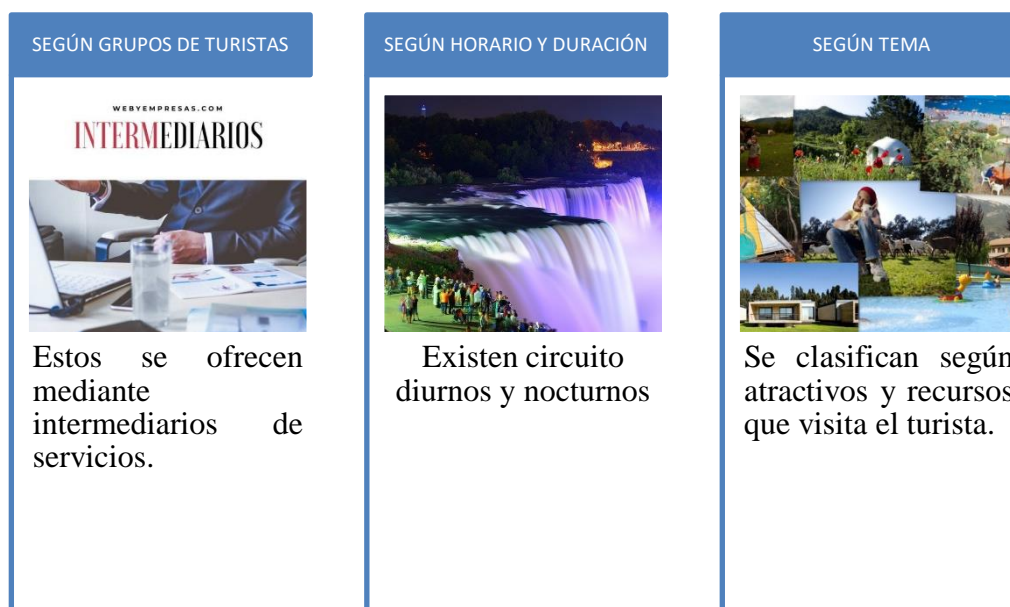 SEGÚN GRUPOS DE TURISTAS
WEBYEMPRESAS.COM
INTERMEDIARIOS
Estos se ofrecen
mediante
intermediarios de
servicios.
SEGÚN HORARIO Y DURACIÓN
Existen circuito
diurnos y nocturnos
SEGÚN TEMA
Se clasifican según
atractivos y recursos
que visita el turista.